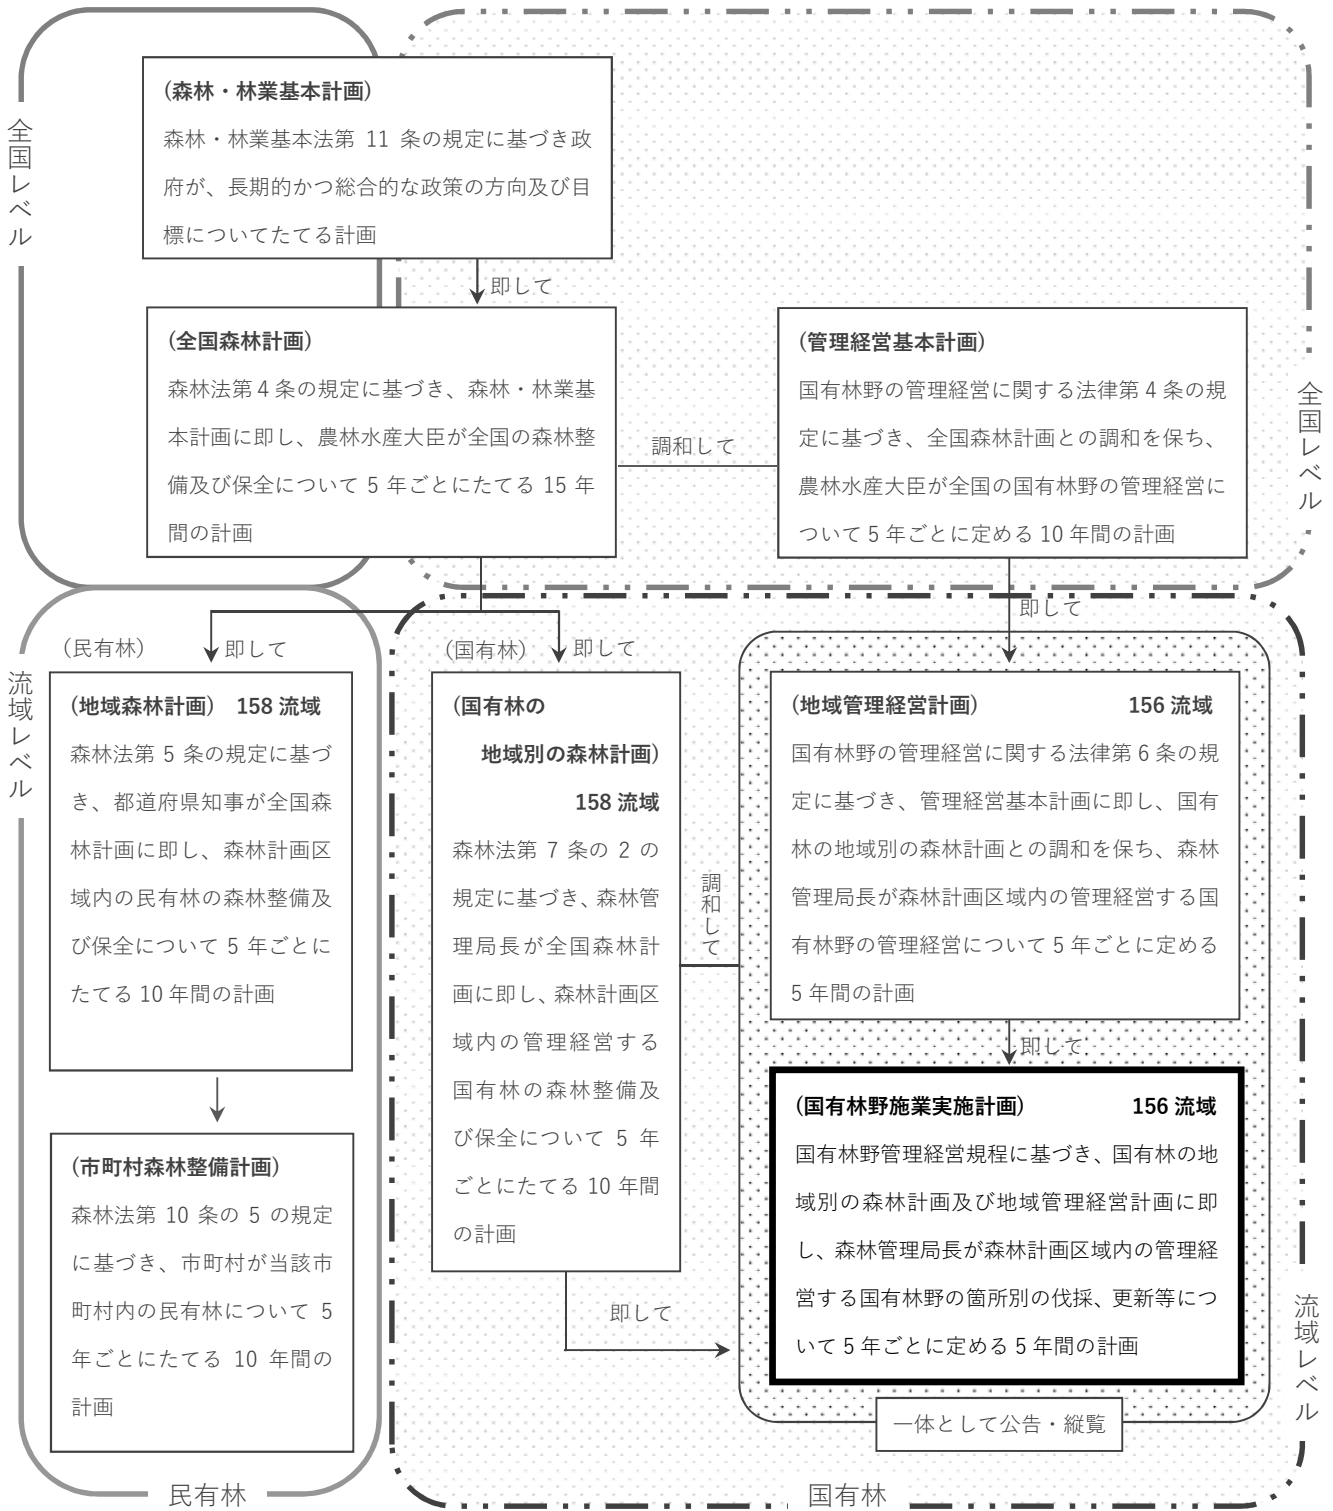 全国レベル
(森林・林業基本計画)
森林・林業基本法第 11 条の規定に基づき政
府が、長期的かつ総合的な政策の方向及び目
標についてたてる計画
即して
(全国森林計画)
森林法第 4 条の規定に基づき、森林・林業基
本計画に即し、農林水産大臣が全国の森林整
備及び保全について 5 年ごとにたてる 15 年
間の計画
調和して
(管理経営基本計画)
国有林野の管理経営に関する法律第 4 条の規
定に基づき、全国森林計画との調和を保ち、
農林水産大臣が全国の国有林野の管理経営に
ついて 5 年ごとに定める 10 年間の計画
全国レベル
即して
流域レベル
（民有林）
即して
(地域森林計画) 158 流域
森林法第 5 条の規定に基づ
き、都道府県知事が全国森
林計画に即し、森林計画区
域内の民有林の森林整備及
び保全について 5 年ごとに
たてる 10 年間の計画
(市町村森林整備計画)
森林法第 10 条の 5 の規定
に基づき、市町村が当該市
町村内の民有林について 5
年ごとにたてる 10 年間の
計画
民有林
（国有林）
即して
(国有林の
地域別の森林計画)
158 流域
森林法第 7 条の 2 の
規定に基づき、森林管
理局長が全国森林計
画に即し、森林計画区
域内の管理経営する
国有林の森林整備及
び保全について 5 年
ごとにたてる 10 年間
の計画
調和して
即して
(地域管理経営計画) 156 流域
国有林野の管理経営に関する法律第 6 条の規
定に基づき、管理経営基本計画に即し、国有
林の地域別の森林計画との調和を保ち、森林
管理局長が森林計画区域内の管理経営する国
有林野の管理経営について 5 年ごとに定める
5 年間の計画
即して
(国有林野施業実施計画) 156 流域
国有林野管理経営規程に基づき、国有林の地
域別の森林計画及び地域管理経営計画に即
し、森林管理局長が森林計画区域内の管理経
営する国有林野の箇所別の伐採、更新等につ
いて 5 年ごとに定める 5 年間の計画
一体として公告・縦覧
流域レベル
国有林